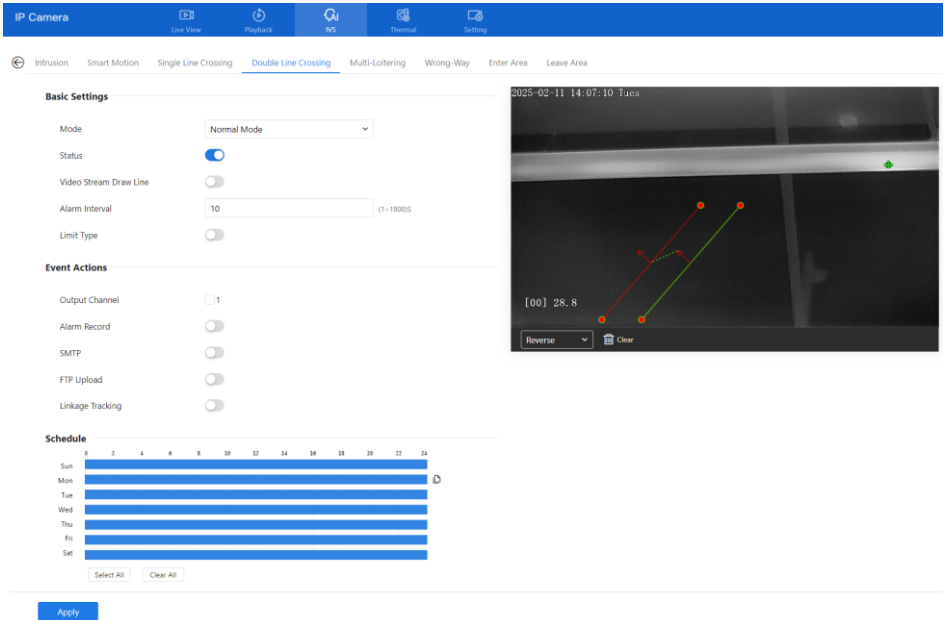 IP Camera
Live View
Playback
AI
IVS
Thermal
Setting
Intrusion
Smart Motion
Single Line Crossing
Double Line Crossing
Multi-Loitering
Wrong-Way
Enter Area
Leave Area
Basic Settings
Mode
Normal Mode
Status
Video Stream Draw Line
Alarm Interval
10
(1~1800)S
Limit Type
Event Actions
Output Channel
1
Alarm Record
SMTP
FTP Upload
Linkage Tracking
Schedule
0 2 4 6 8 10 12 14 16 18 20 22 24
Sun
Mon
Tue
Wed
Thu
Fri
Sat
Select All
Clear All
Apply
2025-02-11 14:07:10 Tues
[00] 28.8
Reverse
Clear